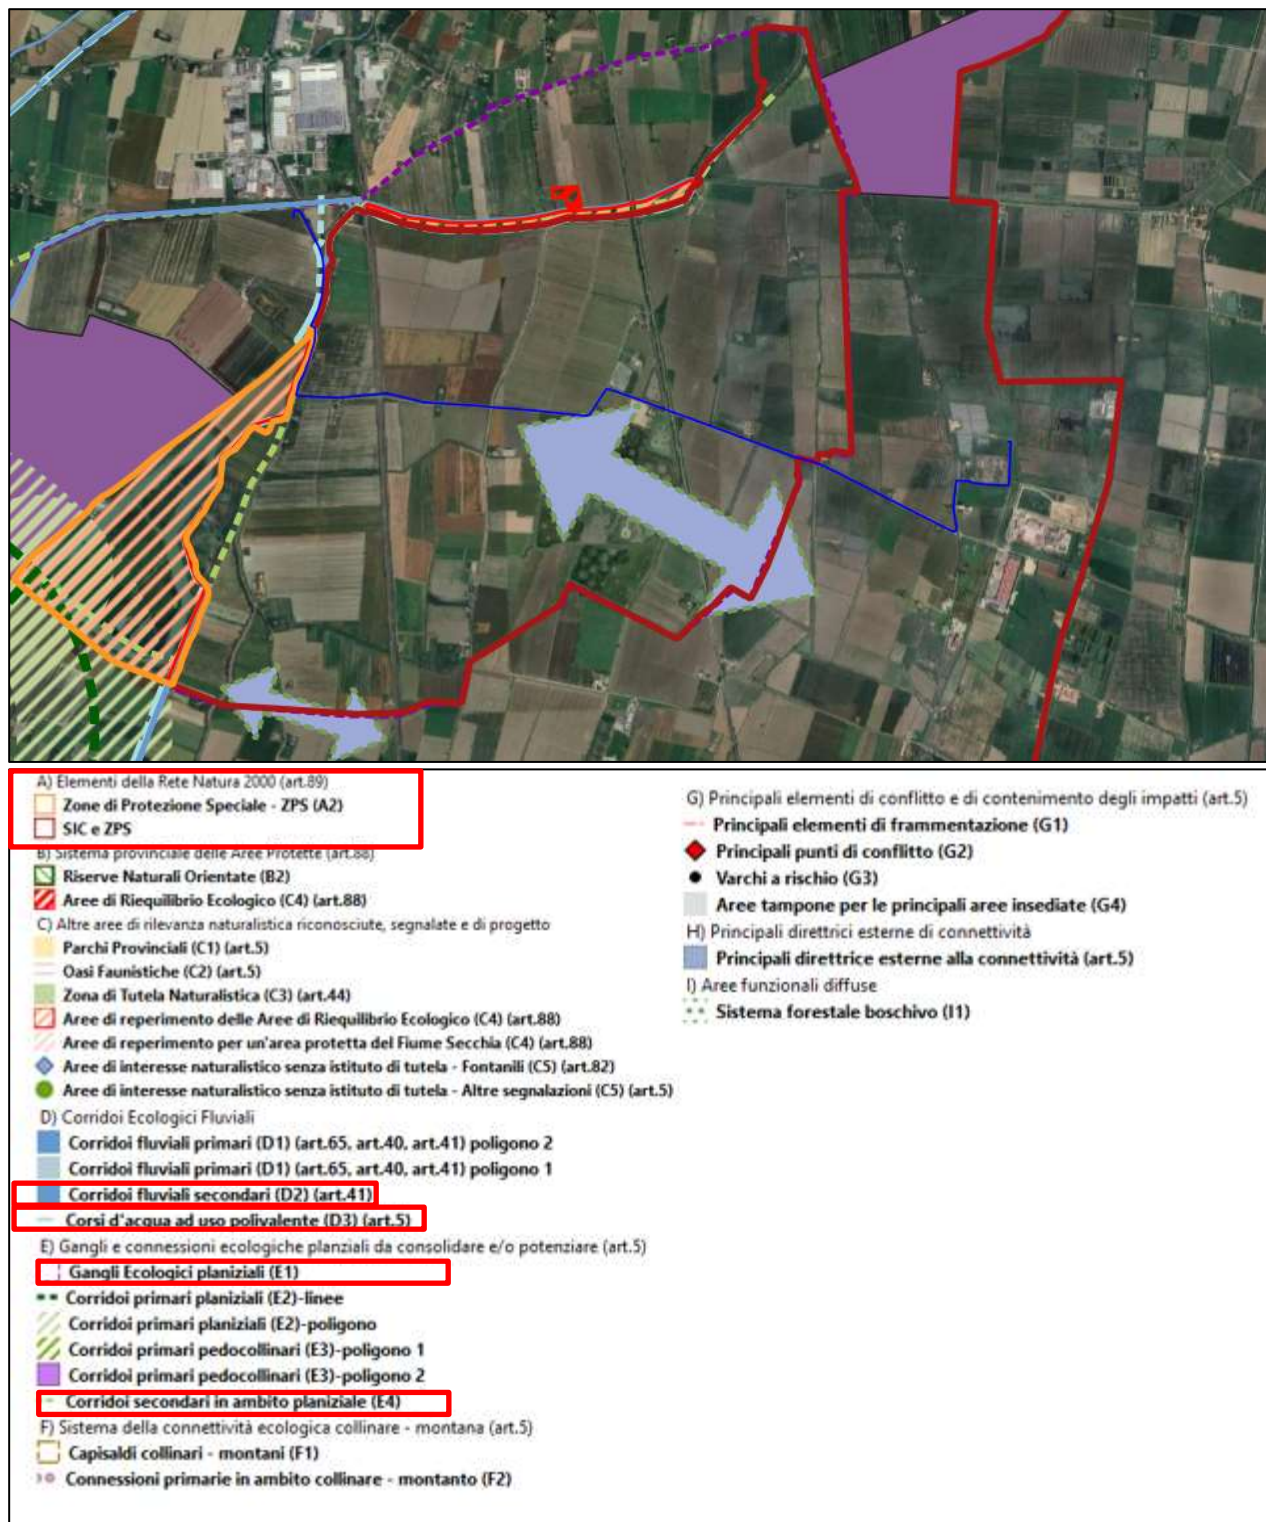 A) Elementi della Rete Natura 2000 (art.89)
Zone di Protezione Speciale - ZPS (A2)
SIC e ZPS
B) Sistema provinciale delle Aree Protette (art.88)
Riserve Naturali Orientate (B2)
Aree di Riequilibrio Ecologico (C4) (art.88)
C) Altre aree di rilevanza naturalistica riconosciute, segnalate e di progetto
Parchi Provinciali (C1) (art.5)
Oasi Faunistiche (C2) (art.5)
Zona di Tutela Naturalistica (C3) (art.44)
Aree di reperimento delle Aree di Riequilibrio Ecologico (C4) (art.88)
Aree di reperimento per un'area protetta del Fiume Secchia (C4) (art.88)
Aree di interesse naturalistico senza istituto di tutela - Fontanili (C5) (art.82)
Aree di interesse naturalistico senza istituto di tutela - Altre segnalazioni (C5) (art.5)
D) Corridoi Ecologici Fluviali
Corridoi fluviali primari (D1) (art.65, art.40, art.41) poligono 2
Corridoi fluviali primari (D1) (art.65, art.40, art.41) poligono 1
Corridoi fluviali secondari (D2) (art.41)
Corsi d'acqua ad uso polivalente (D3) (art.5)
E) Gangli e connessioni ecologiche planziali da consolidare e/o potenziare (art.5)
Gangli Ecologici planiziali (E1)
Corridoi primari planiziali (E2)-linee
Corridoi primari planiziali (E2)-poligono
Corridoi primari pedocollinari (E3)-poligono 1
Corridoi primari pedocollinari (E3)-poligono 2
Corridoi secondari in ambito planiziale (E4)
F) Sistema della connettività ecologica collinare - montana (art.5)
Capisaldi collinari - montani (F1)
Connessioni primarie in ambito collinare - montanto (F2)
G) Principali elementi di conflitto e di contenimento degli impatti (art.5)
Principali elementi di frammentazione (G1)
Principali punti di conflitto (G2)
Varchi a rischio (G3)
Aree tampone per le principali aree insediate (G4)
H) Principali direttrici esterne di connettività
Principali direttrice esterne alla connettività (art.5)
I) Aree funzionali diffuse
Sistema forestale boschivo (I1)